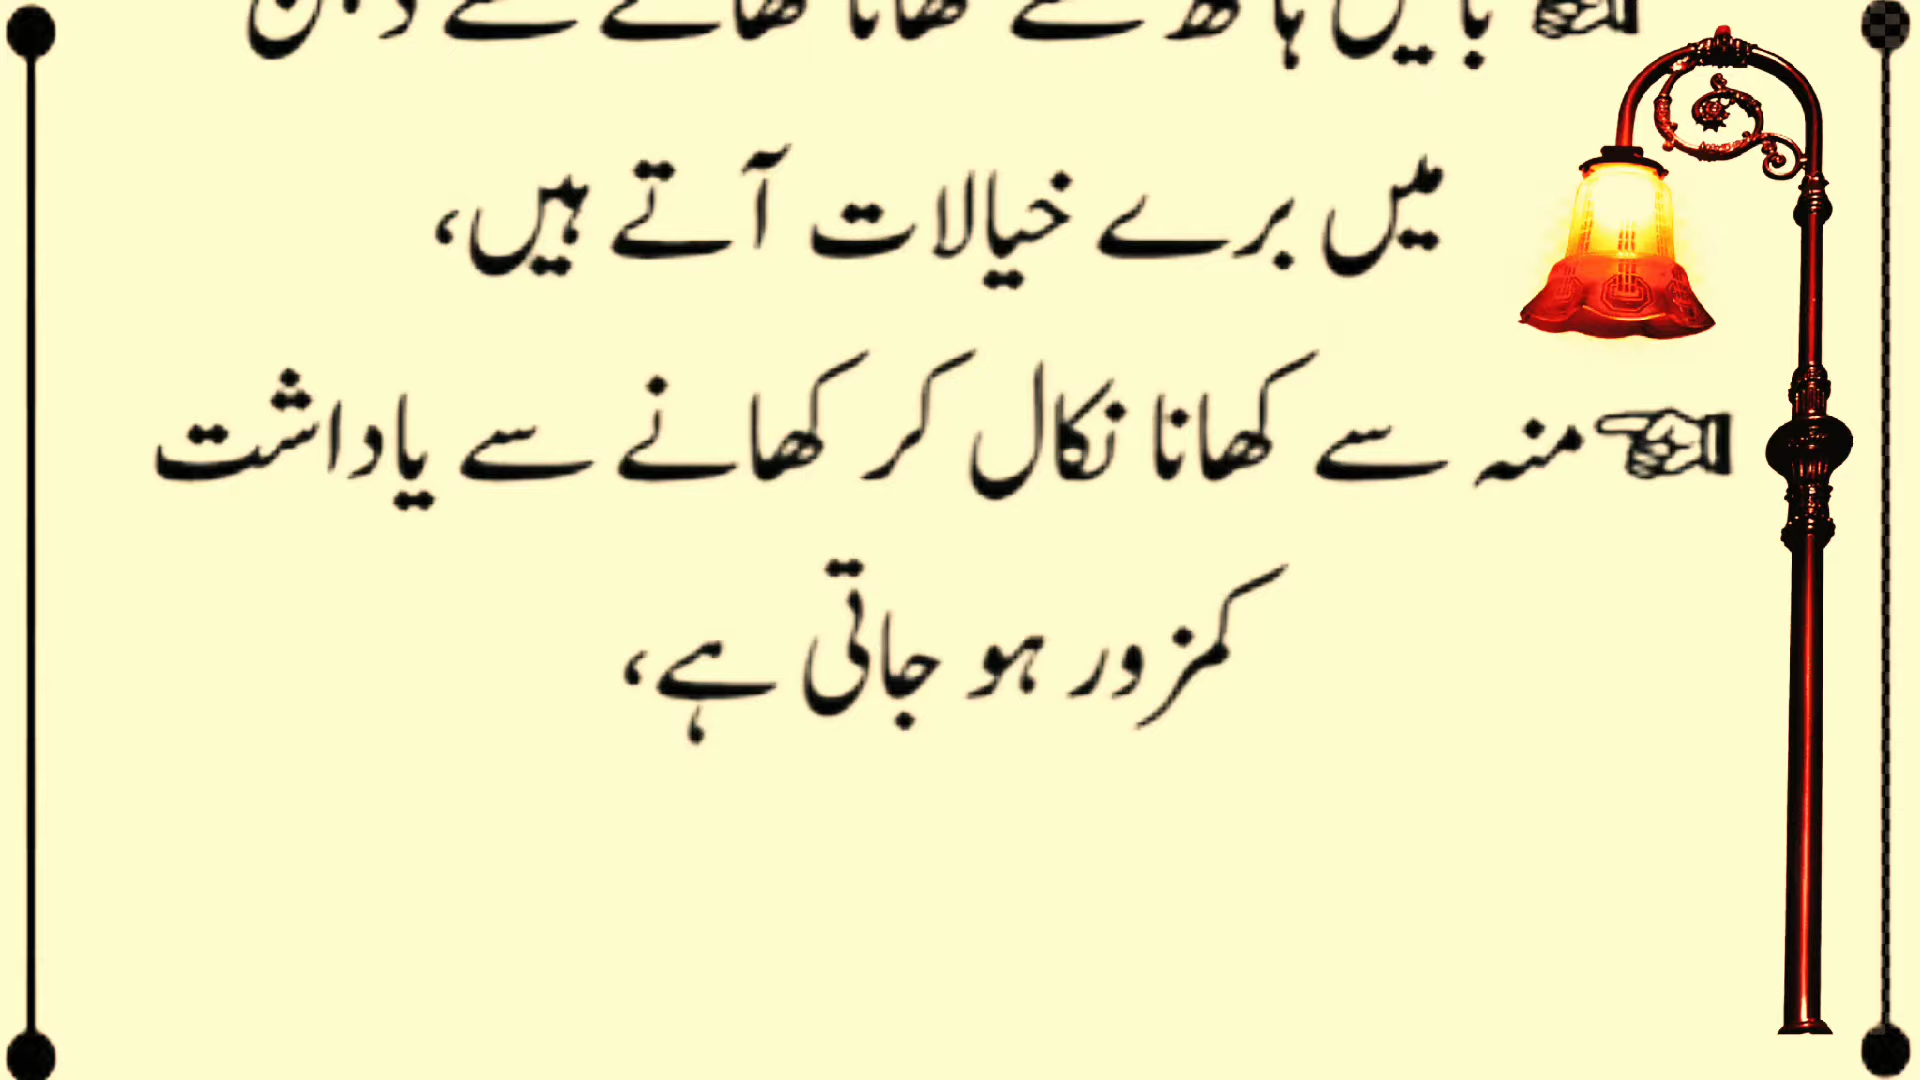 ☜ بائیں ہاتھ سے کھانا کھانے سے ذہن
میں برے خیالات آتے ہیں،
☜ منہ سے کھانا نکال کر کھانے سے یاداشت
کمزور ہو جاتی ہے،